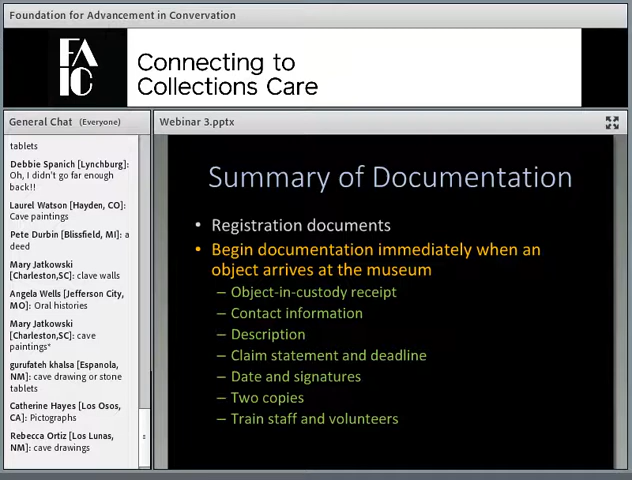 Foundation for Advancement in Convervation
FA
IC
Connecting to
Collections Care
General Chat (Everyone)
tablets
Debbie Spanich [Lynchburg]:
Oh, I didn't go far enough
back!!
Laurel Watson [Hayden, CO]:
Cave paintings
Pete Durbin [Blissfield, MI]: a
deed
Mary Jatkowski
[Charleston,SC]: clave walls
Angela Wells [Jefferson City,
MO]: Oral histories
Mary Jatkowski
[Charleston,SC]: cave
paintings*
gurufateh khalsa [Espanola,
NM]: cave drawing or stone
tablets
Catherine Hayes [Los Osos,
CA]: Pictographs
Rebecca Ortiz [Los Lunas,
NM]: cave drawings
Webinar 3.pptx
Summary of Documentation
• Registration documents
• Begin documentation immediately when an
object arrives at the museum
– Object-in-custody receipt
– Contact information
– Description
– Claim statement and deadline
– Date and signatures
– Two copies
– Train staff and volunteers